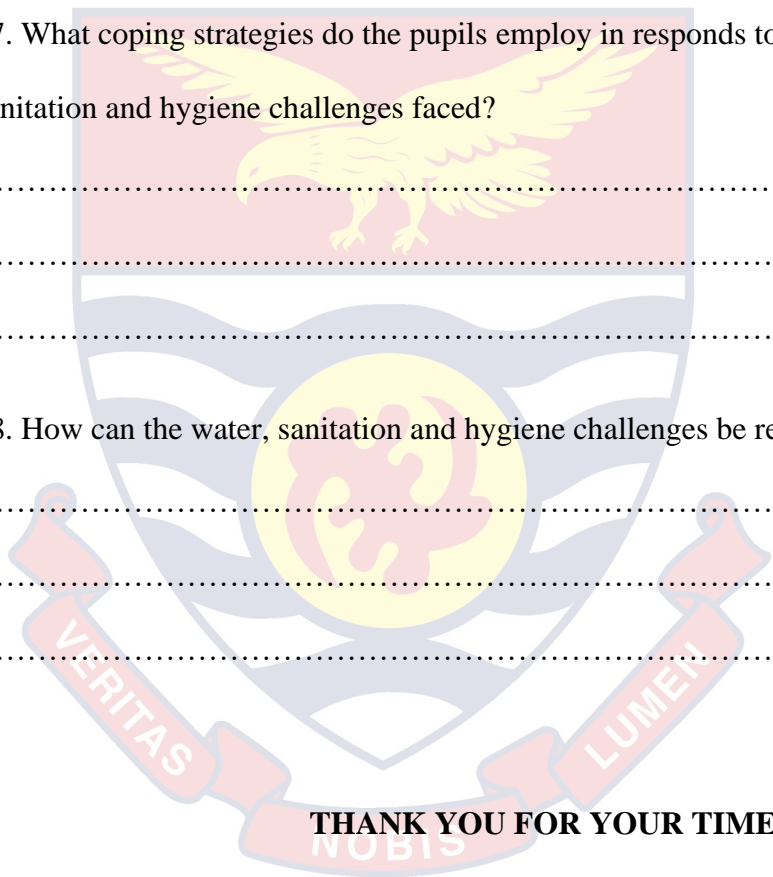 7. What coping strategies do the pupils employ in responds to
nitation and hygiene challenges faced?
……………………………………………………………………
……………………………………………………………………
……………………………………………………………………
8. How can the water, sanitation and hygiene challenges be re
……………………………………………………………………
……………………………………………………………………
……………………………………………………………………
VERITAS
NOBIS
LUMEN
THANK YOU FOR YOUR TIME